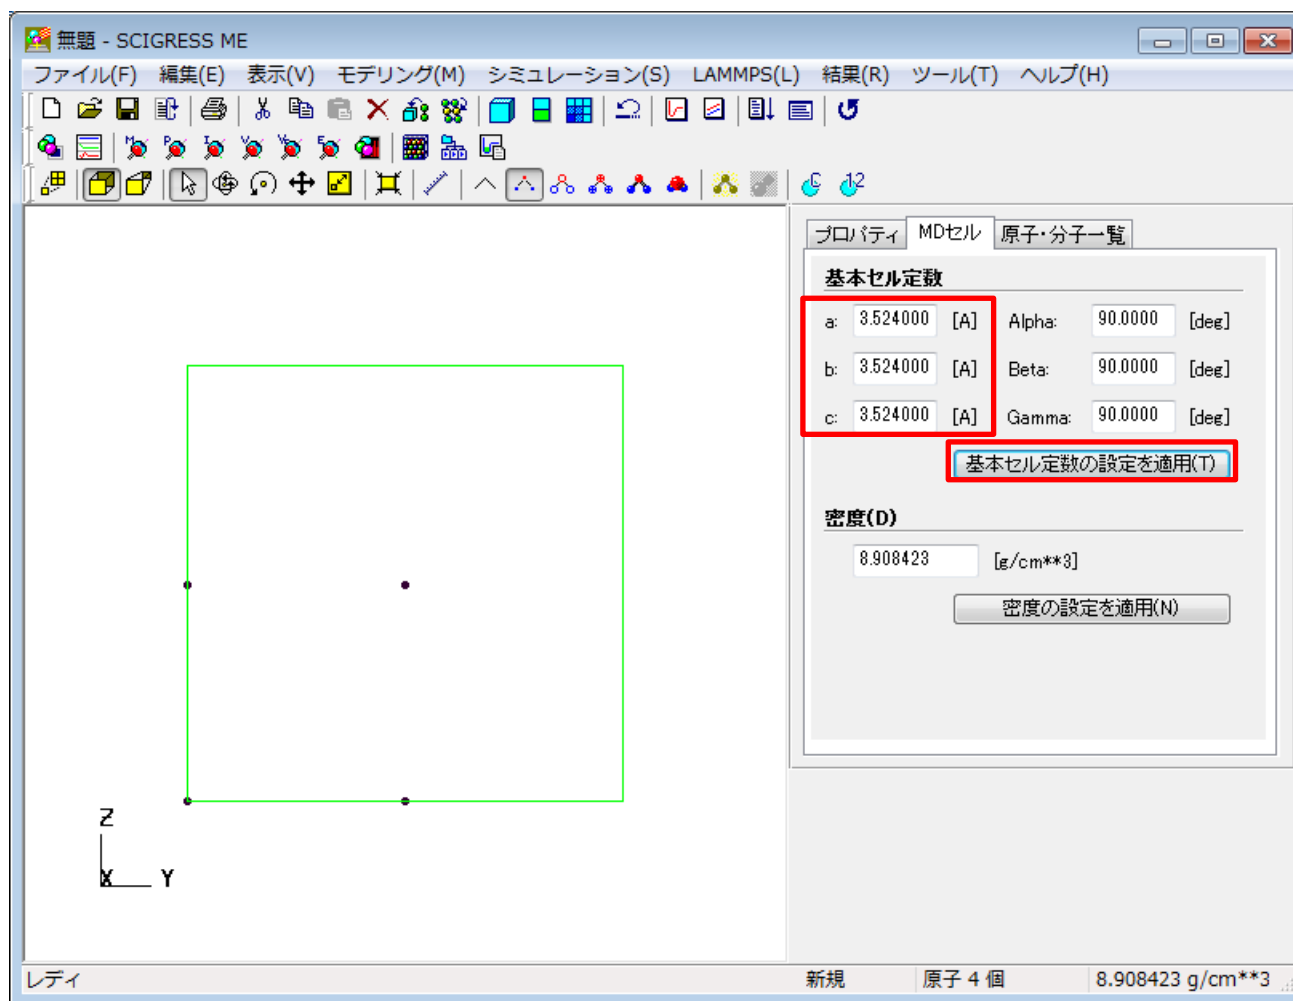 無題 - SCIGRESS ME
ファイル(F) 編集(E) 表示(V) モデリング(M) シミュレーション(S) LAMMPS(L) 結果(R) ツール(T) ヘルプ(H)
プロパティ MDセル 原子・分子一覧
基本セル定数
a: 3.524000 [A] Alpha: 90.0000 [deg]
b: 3.524000 [A] Beta: 90.0000 [deg]
c: 3.524000 [A] Gamma: 90.0000 [deg]
基本セル定数の設定を適用(T)
密度(D)
8.908423 [g/cm**3]
密度の設定を適用(N)
Z
X Y
レディ 新規 原子 4 個 8.908423 g/cm**3